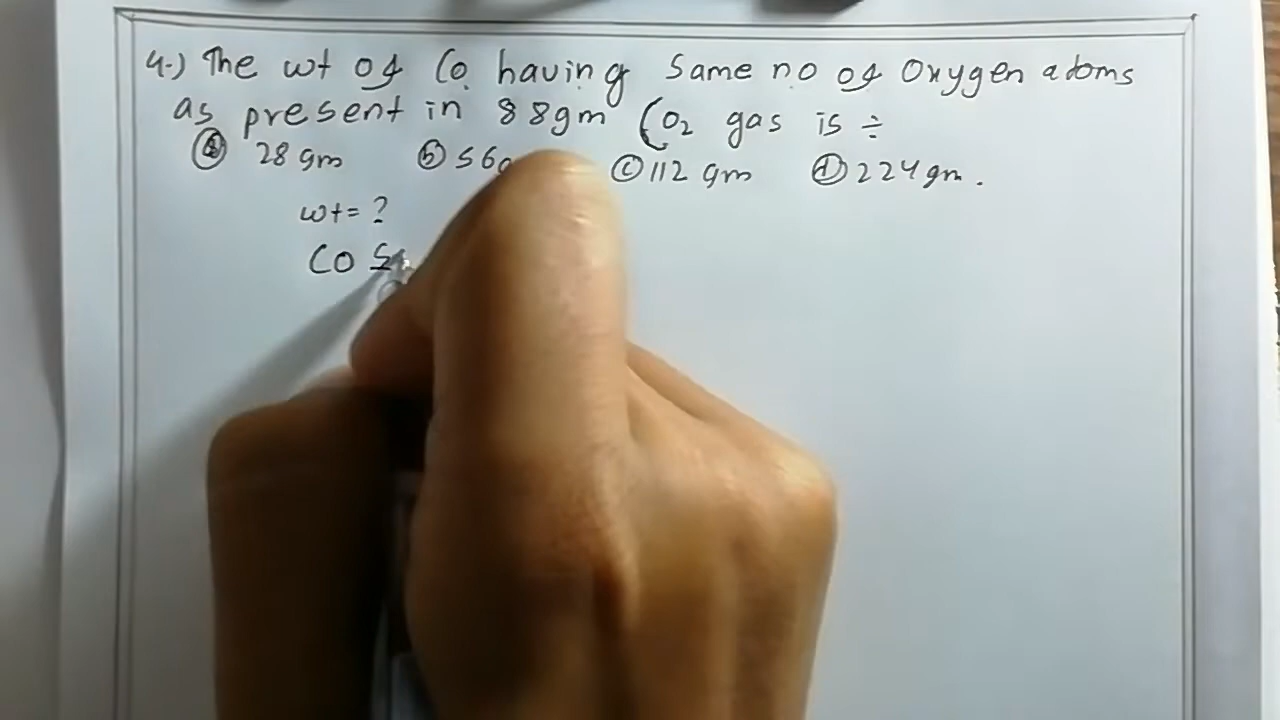 4.) The wt of Co having Same no of Oxygen atoms
as present in 88gm CO2 gas is ÷
ⓐ 28 gm ⓑ 56 ⓒ 112 gm ⓓ 224 gm.
wt = ?
CO